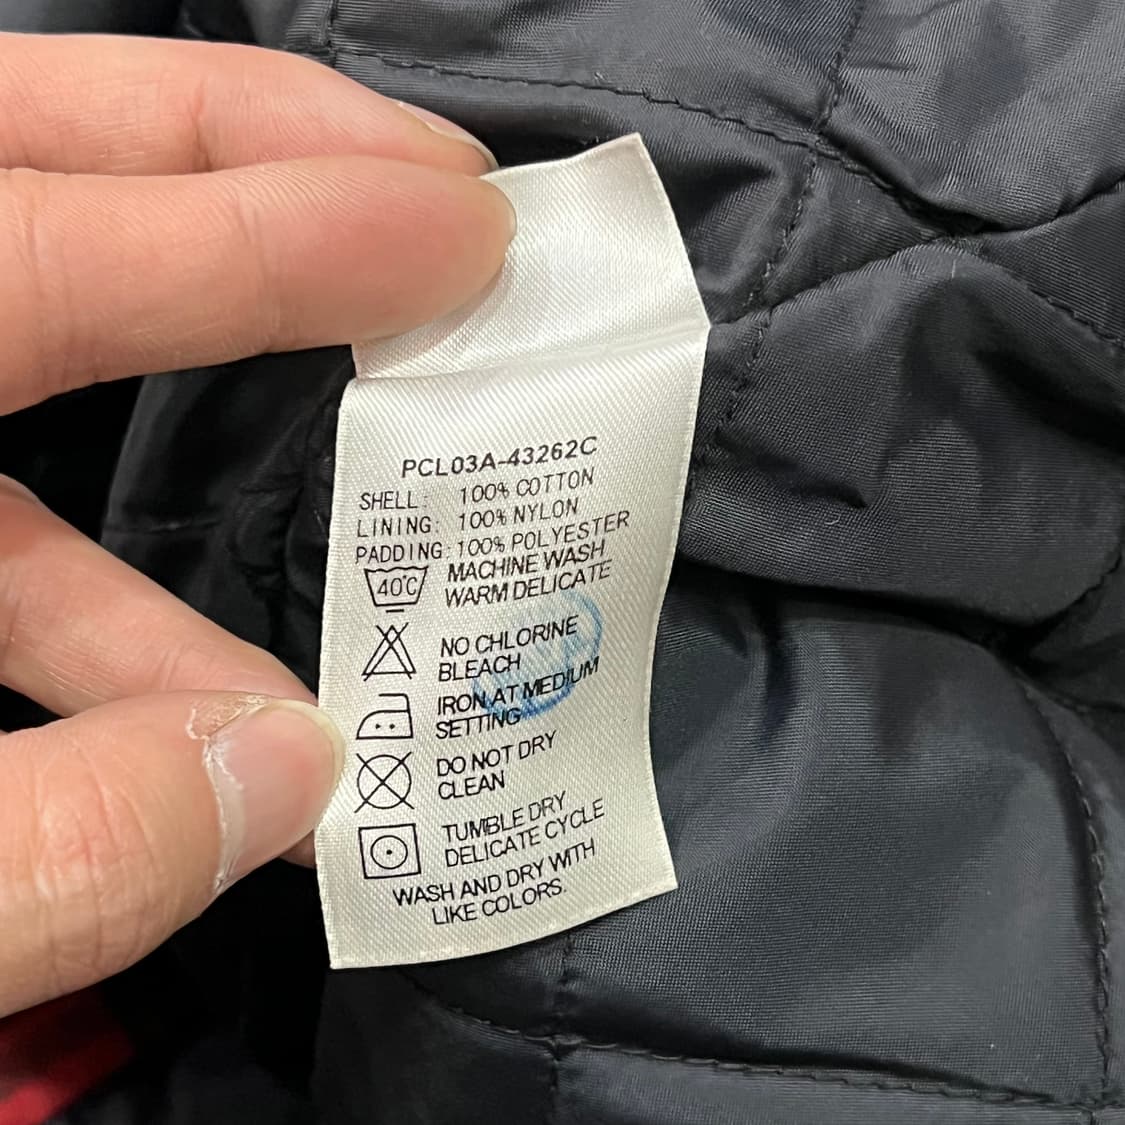 PCL03A-43262C
SHELL: 100% COTTON
LINING: 100% NYLON
PADDING: 100% POLYESTER
40°C MACHINE WASH
WARM DELICATE
NO CHLORINE
BLEACH
IRON AT MEDIUM
SETTING
DO NOT DRY
CLEAN
TUMBLE DRY
DELICATE CYCLE
WASH AND DRY WITH
LIKE COLORS.